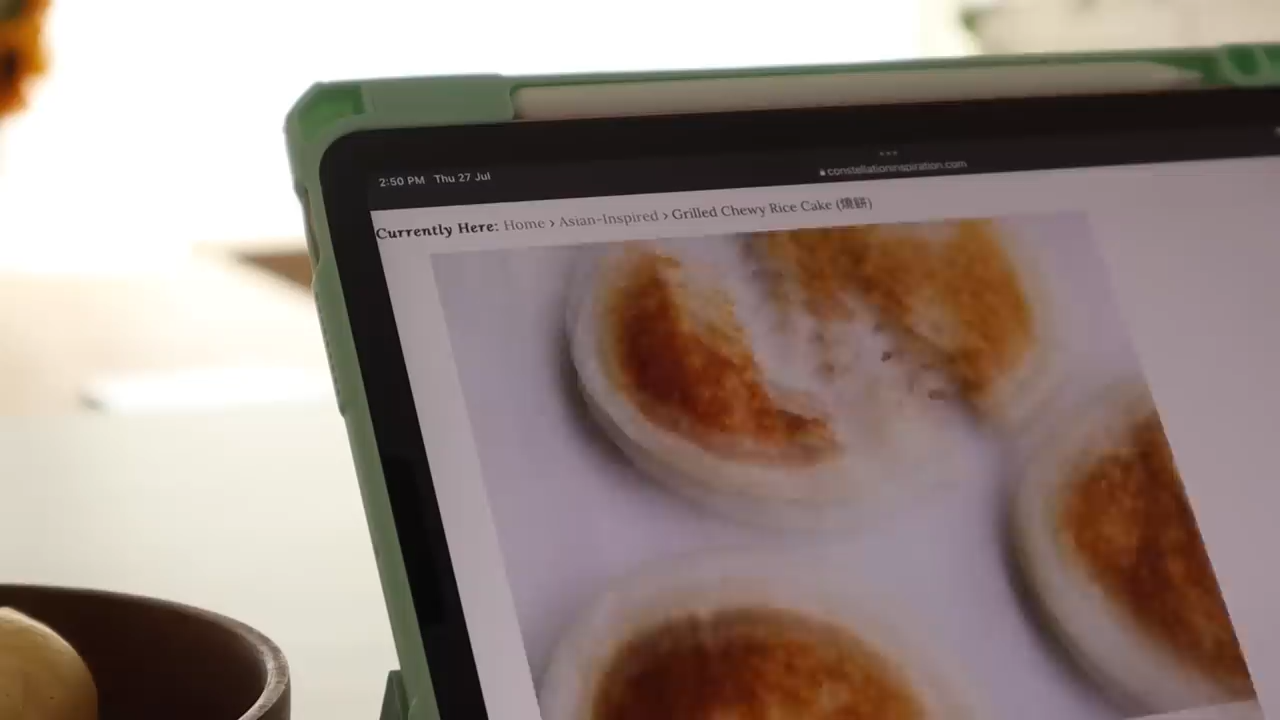 2:50 PM Thu 27 Jul
constellationinspiration.com
Currently Here: Home › Asian-Inspired › Grilled Chewy Rice Cake (燒餅)